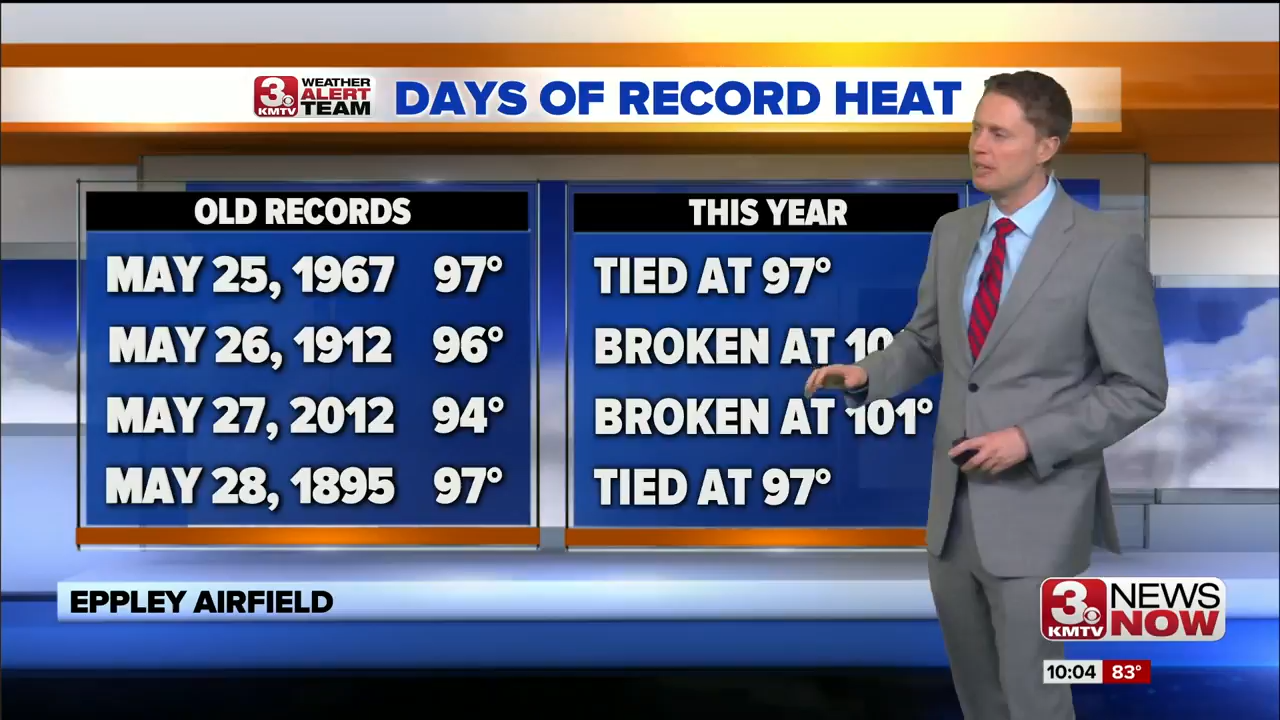 3 KMTV WEATHER ALERT TEAM DAYS OF RECORD HEAT
OLD RECORDS
MAY 25, 1967 97°
MAY 26, 1912 96°
MAY 27, 2012 94°
MAY 28, 1895 97°
THIS YEAR
TIED AT 97°
BROKEN AT
BROKEN AT 101°
TIED AT 97°
EPPLEY AIRFIELD
3 KMTV NEWS NOW
10:04 83°